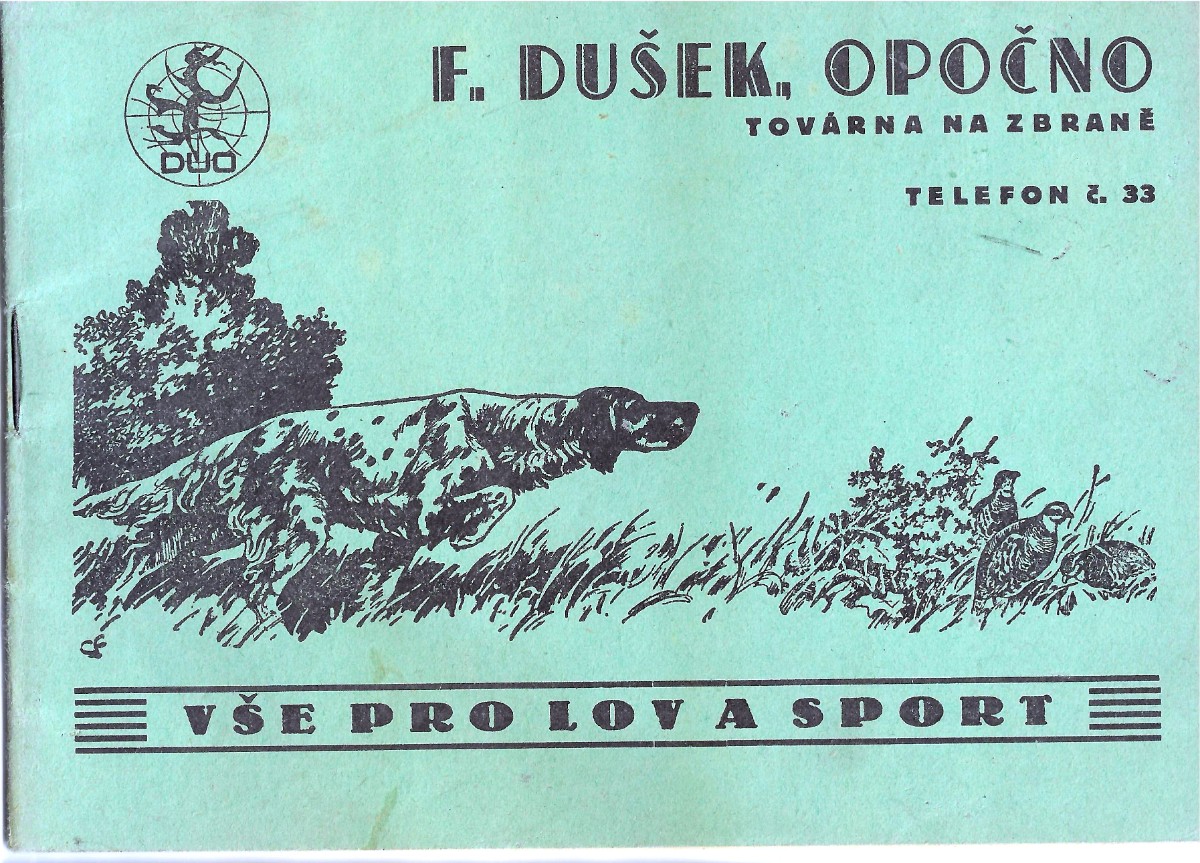 DUO
F. DUŠEK, OPOČNO
TOVÁRNA NA ZBRANĚ
TELEFON č. 33
VŠE PRO LOV A SPORT